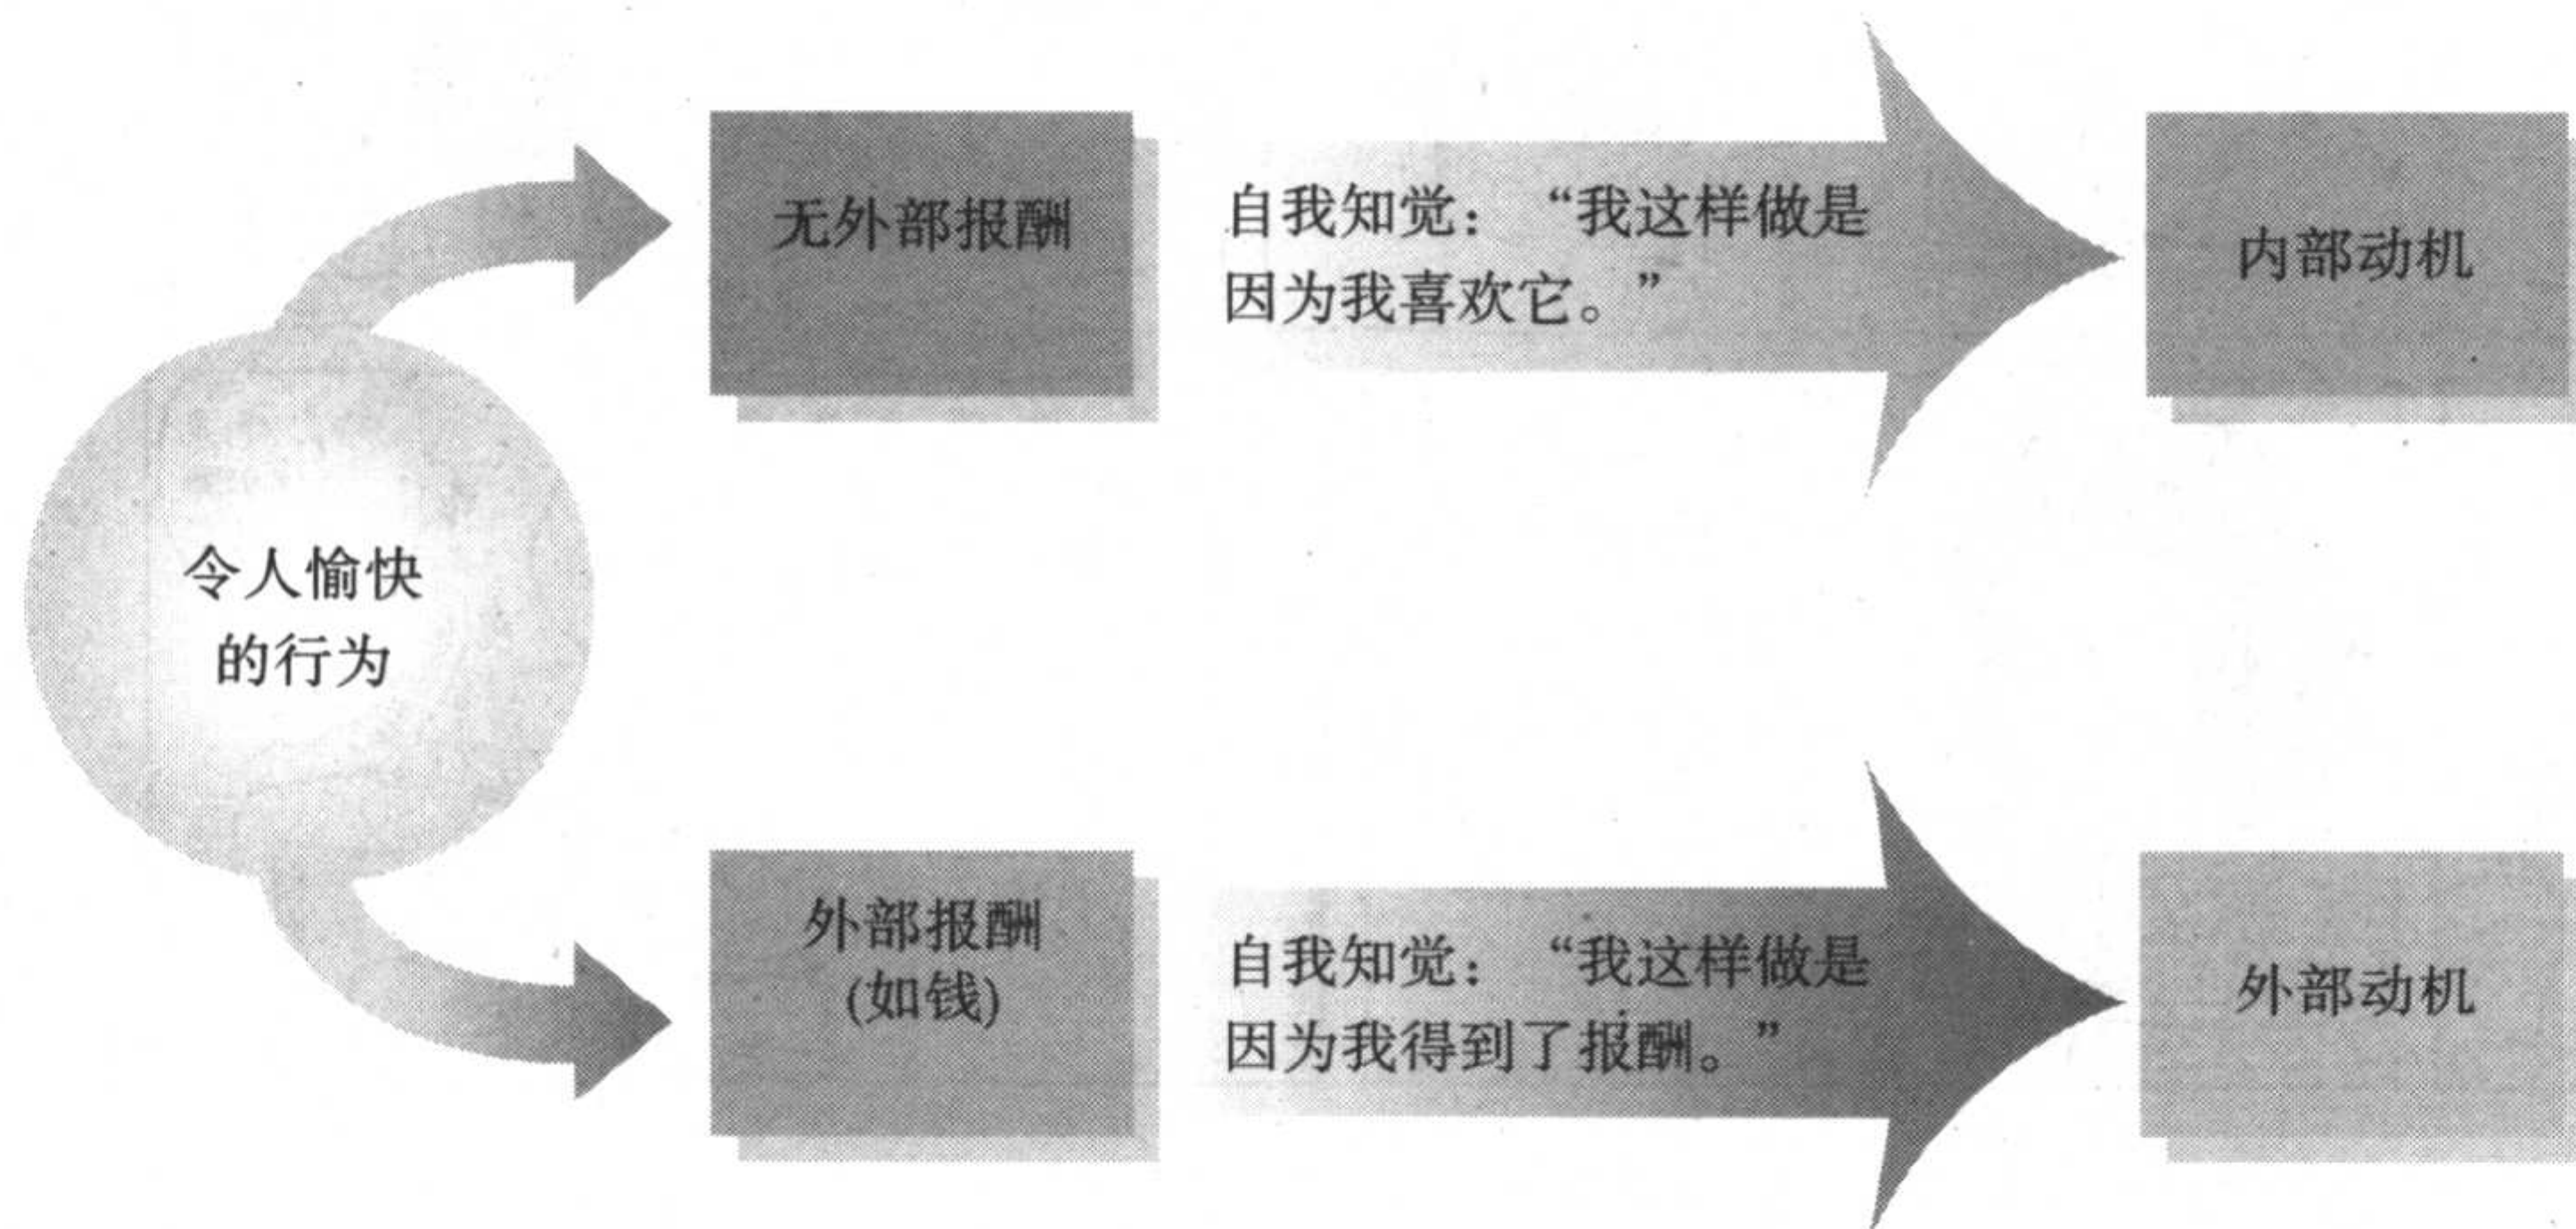 无外部报酬
自我知觉：“我这样做是
因为我喜欢它。”
内部动机
令人愉快
的行为
外部报酬
(如钱)
自我知觉：“我这样做是
因为我得到了报酬。”
外部动机